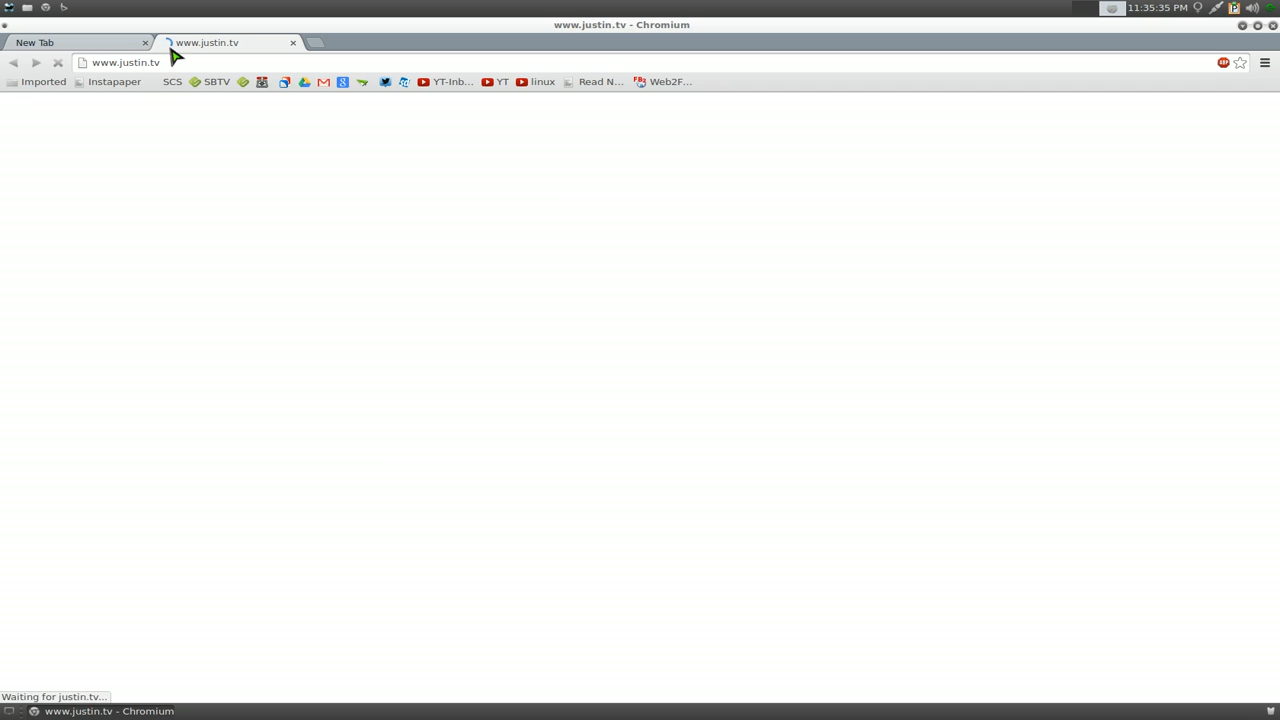 11:35:35 PM
www.justin.tv - Chromium
New Tab
www.justin.tv
www.justin.tv
Imported Instapaper SCS SBTV YT-Inb... YT linux Read N... Web2F...
Waiting for justin.tv...
www.justin.tv - Chromium